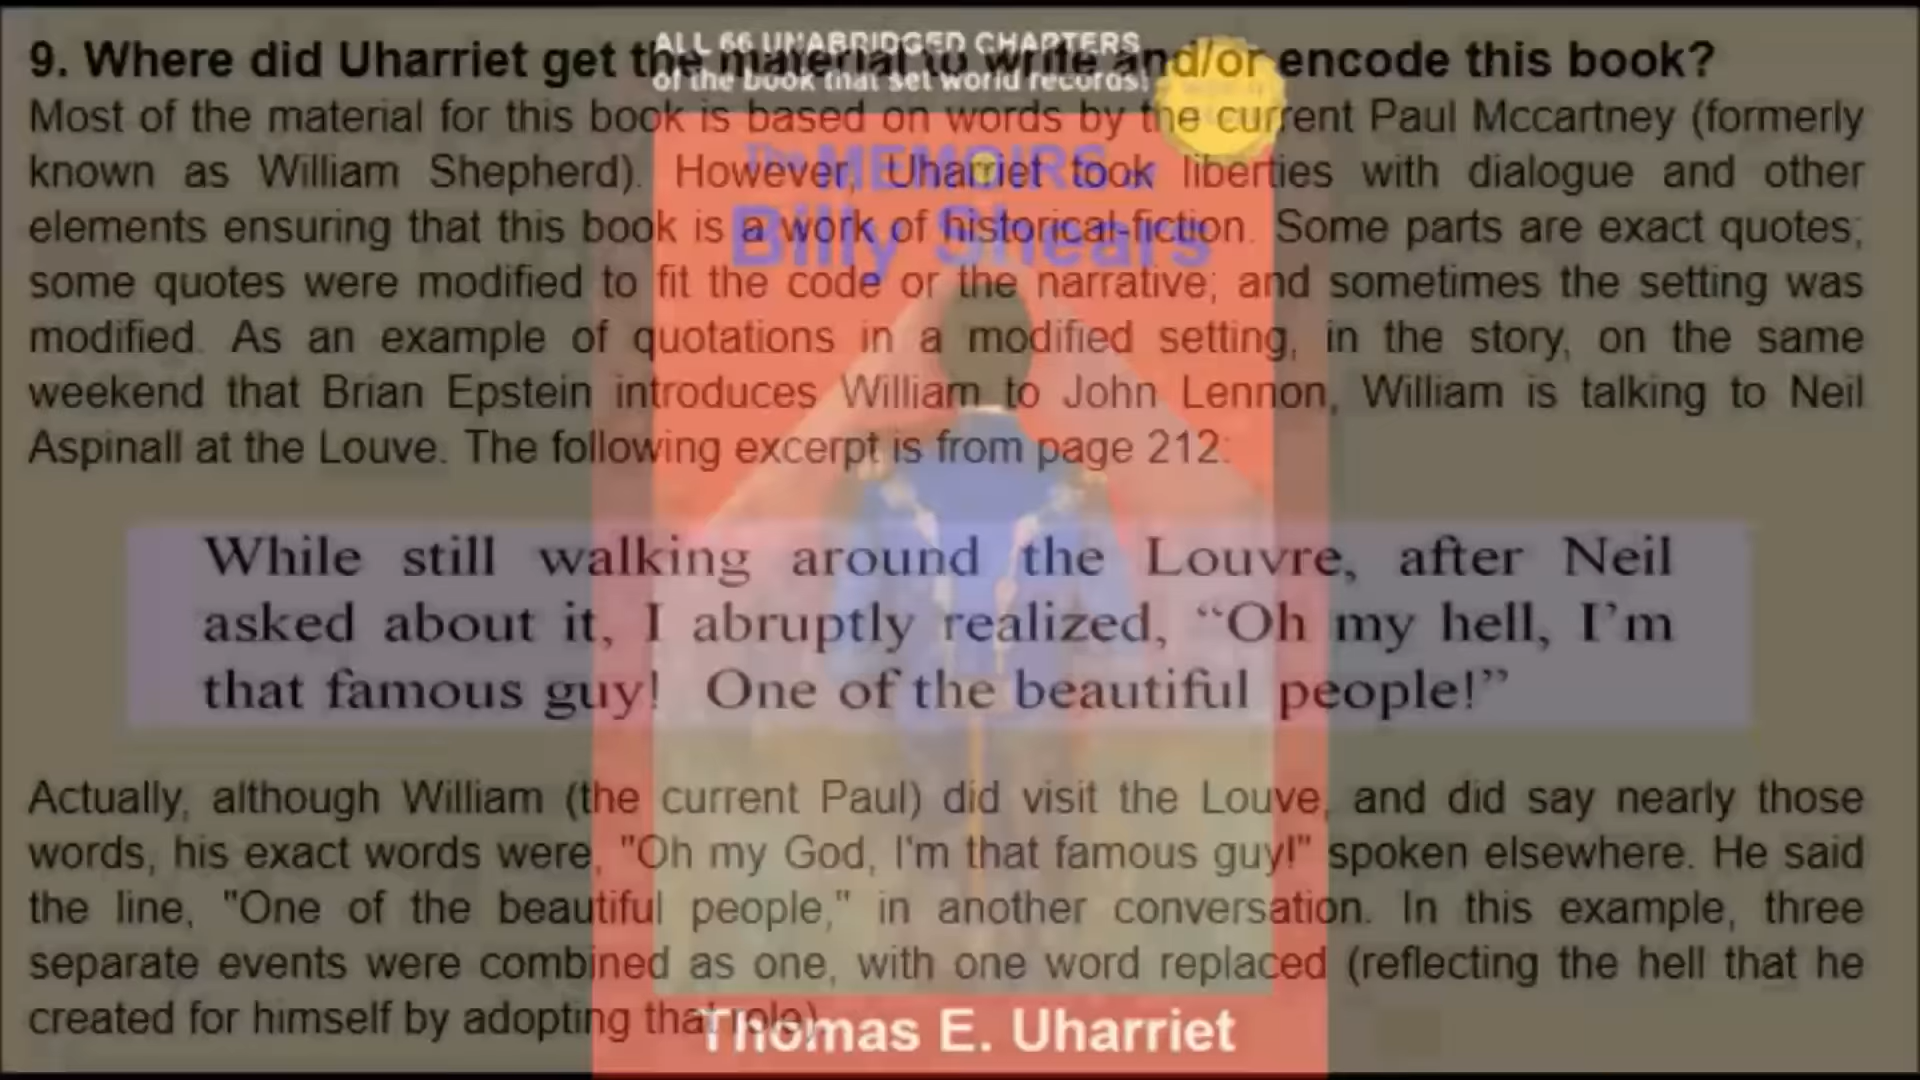 ALL 66 UNABRIDGED CHAPTERS
of the book that set world records!
9. Where did Uharriet get the material to write and/or encode this book?
Most of the material for this book is based on words by the current Paul Mccartney (formerly
known as William Shepherd). However, Uharriet took liberties with dialogue and other
elements ensuring that this book is a work of historical-fiction. Some parts are exact quotes;
some quotes were modified to fit the code or the narrative; and sometimes the setting was
modified. As an example of quotations in a modified setting, in the story, on the same
weekend that Brian Epstein introduces William to John Lennon, William is talking to Neil
Aspinall at the Louve. The following excerpt is from page 212:
The MEMOIRS of
Billy Shears
While still walking around the Louvre, after Neil
asked about it, I abruptly realized, “Oh my hell, I’m
that famous guy!  One of the beautiful people!”
Actually, although William (the current Paul) did visit the Louve, and did say nearly those
words, his exact words were, "Oh my God, I'm that famous guy!" spoken elsewhere. He said
the line, "One of the beautiful people," in another conversation. In this example, three
separate events were combined as one, with one word replaced (reflecting the hell that he
created for himself by adopting that role).
Thomas E. Uharriet